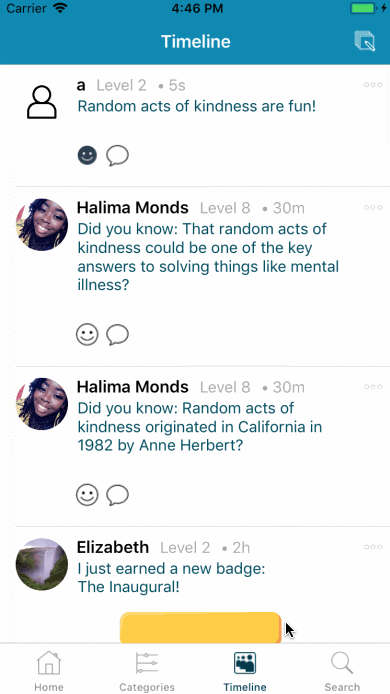 Carrier 4:46 PM
Timeline
a Level 2 • 5s
Random acts of kindness are fun!
Halima Monds Level 8 • 30m
Did you know: That random acts of
kindness could be one of the key
answers to solving things like mental
illness?
Halima Monds Level 8 • 30m
Did you know: Random acts of
kindness originated in California in
1982 by Anne Herbert?
Elizabeth Level 2 • 2h
I just earned a new badge:
The Inaugural!
Home Categories Timeline Search